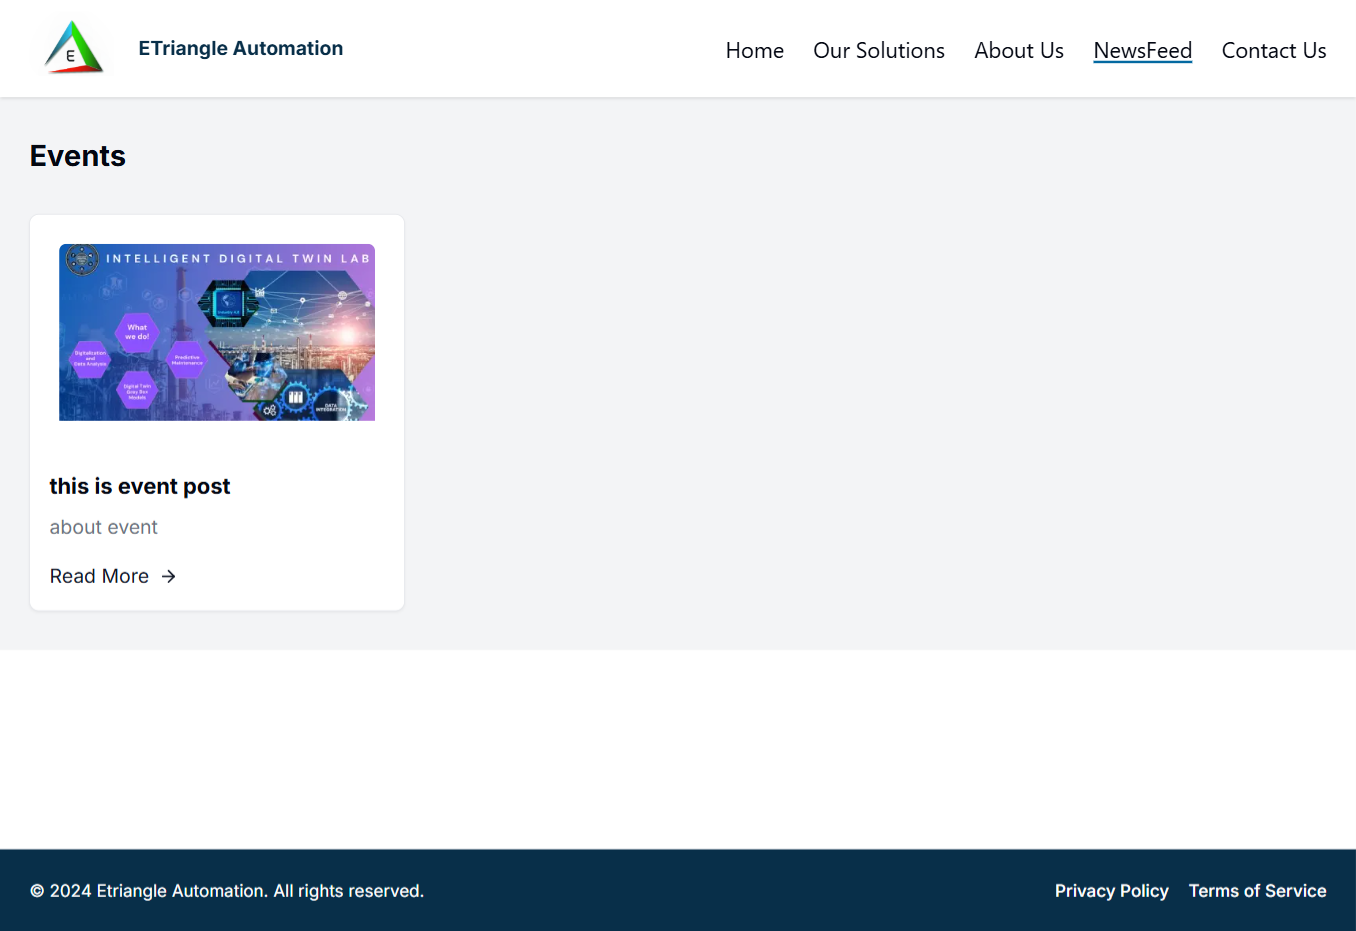 E
ETriangle Automation
Home
Our Solutions
About Us
NewsFeed
Contact Us
Events
INTELLIGENT DIGITAL TWIN LAB
What
we do!
Digitalization
and
Data Analysis
Predictive
Maintenance
Digital Twin
Gray Box
Models
DATA
INTEGRATION
this is event post
about event
Read More →
© 2024 Etriangle Automation. All rights reserved.
Privacy Policy
Terms of Service